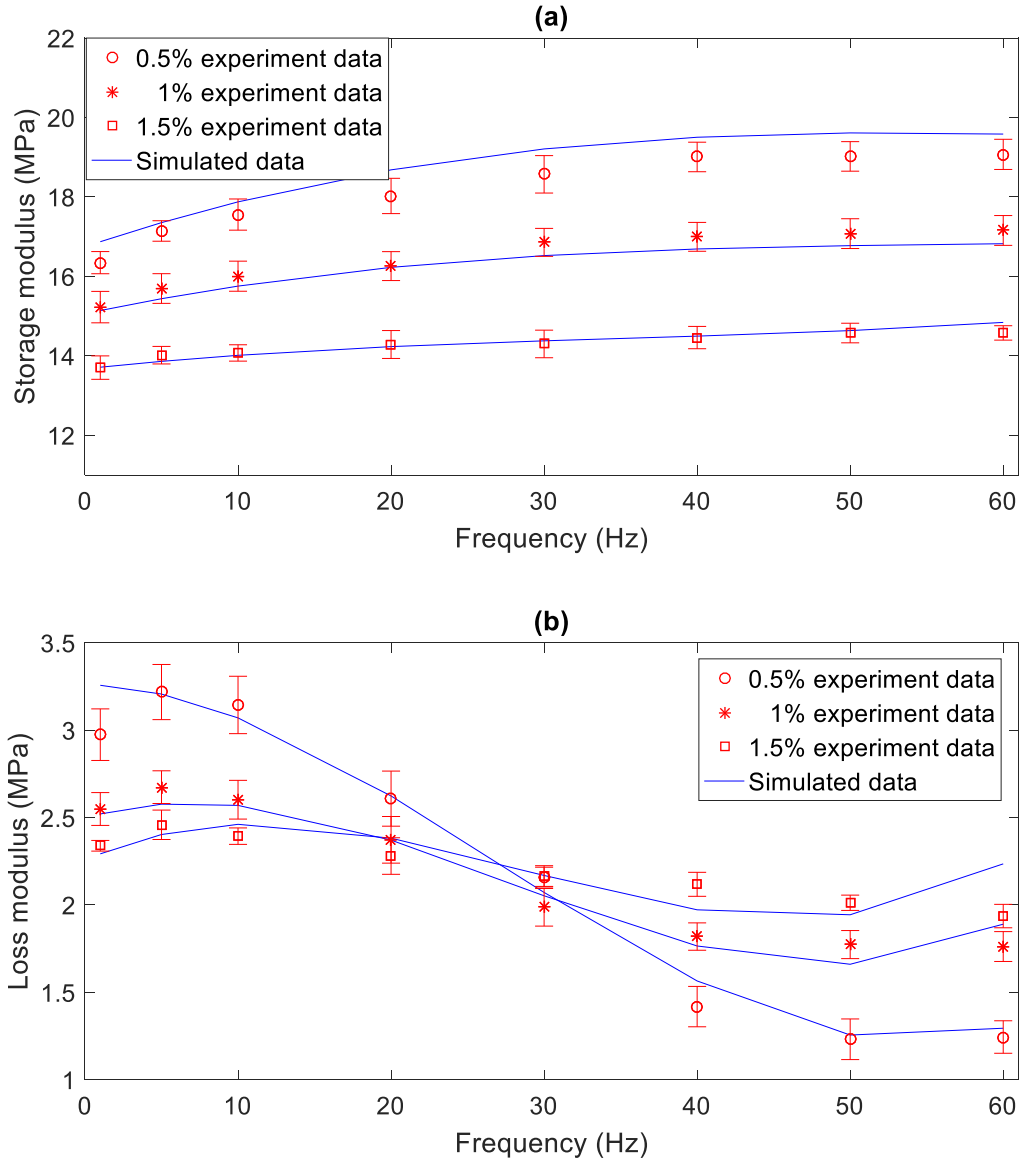 (a)
22
20
18
16
14
12
Storage modulus (MPa)
0.5% experiment data
1% experiment data
1.5% experiment data
Simulated data
0 10 20 30 40 50 60
Frequency (Hz)
(b)
3.5
3
2.5
2
1.5
1
Loss modulus (MPa)
0.5% experiment data
1% experiment data
1.5% experiment data
Simulated data
0 10 20 30 40 50 60
Frequency (Hz)